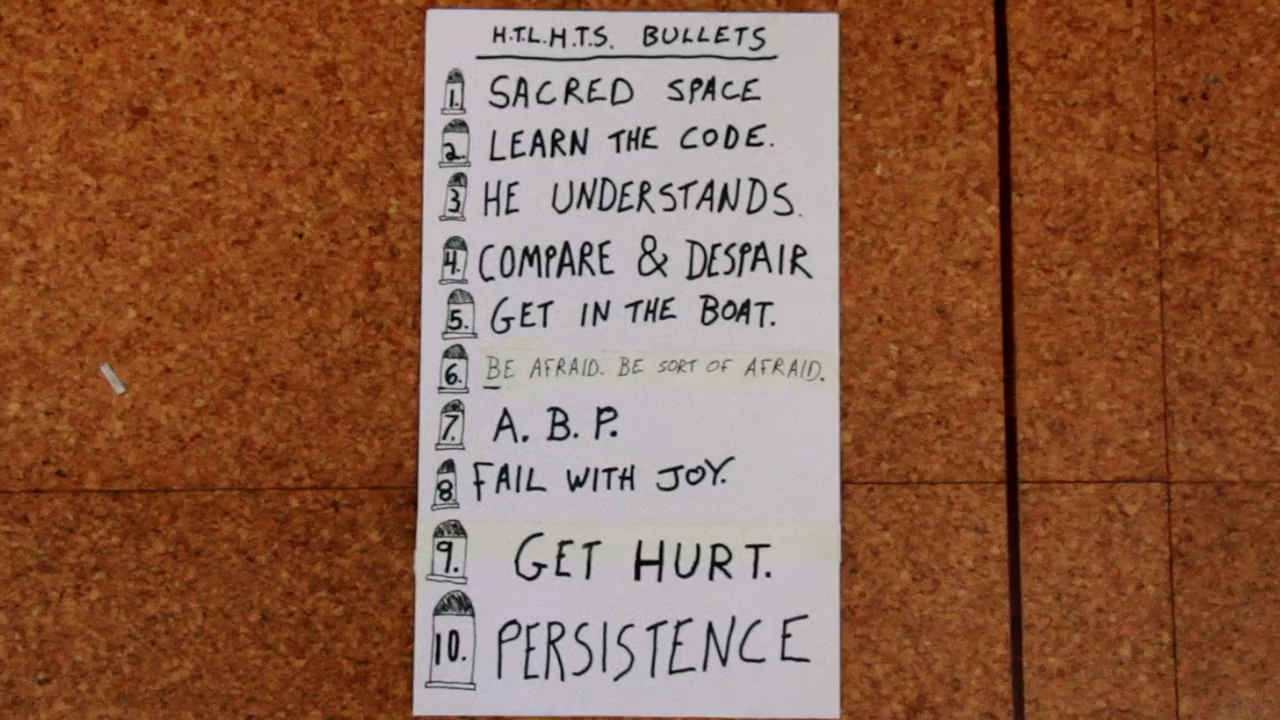 H.T.L.H.T.S. BULLETS
1. SACRED SPACE
2. LEARN THE CODE.
3 HE UNDERSTANDS.
4. COMPARE & DESPAIR
5. GET IN THE BOAT.
6. BE AFRAID. BE SORT OF AFRAID.
7. A. B. P.
8 FAIL WITH JOY.
9. GET HURT.
10. PERSISTENCE